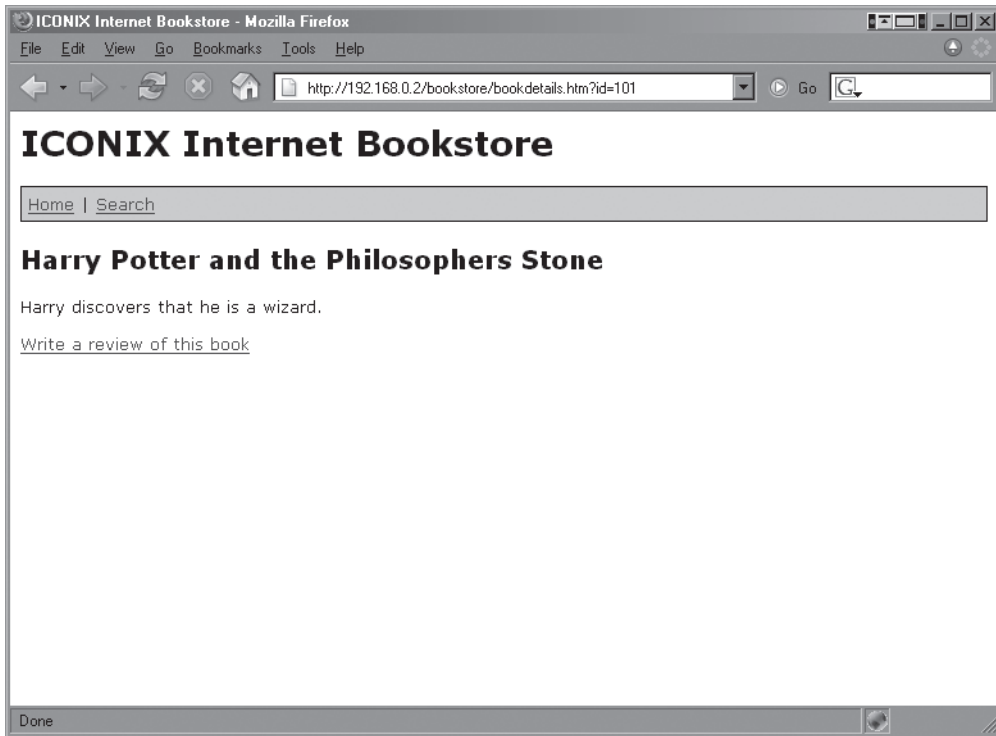 ICONIX Internet Bookstore - Mozilla Firefox
File Edit View Go Bookmarks Tools Help
http://192.168.0.2/bookstore/bookdetails.htm?id=101 Go G
ICONIX Internet Bookstore
Home | Search
Harry Potter and the Philosophers Stone
Harry discovers that he is a wizard.
Write a review of this book
Done